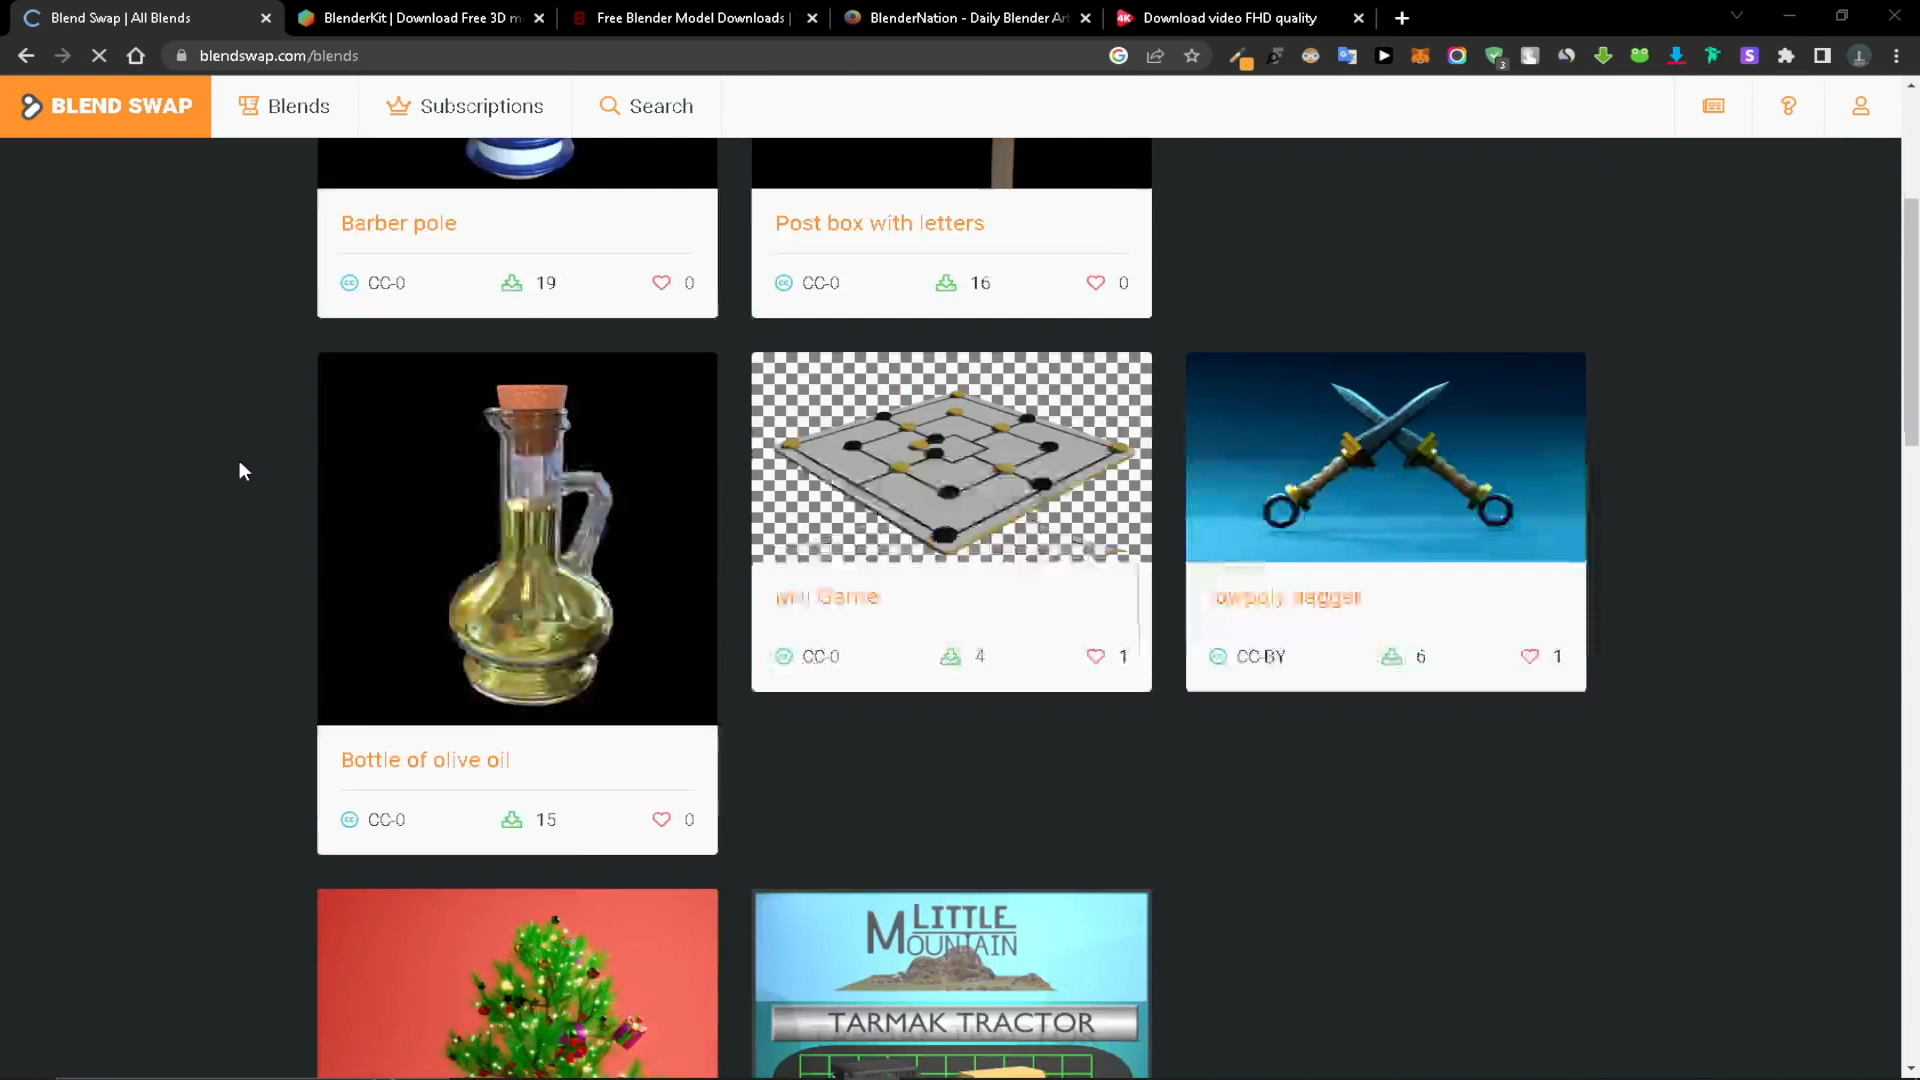 Blend Swap | All Blends
BlenderKit | Download Free 3D m
Free Blender Model Downloads |
BlenderNation - Daily Blender Ar
Download video FHD quality
blendswap.com/blends
3
BLEND SWAP
Blends
Subscriptions
Search
Barber pole
CC-0 19 0
Post box with letters
CC-0 16 0
Bottle of olive oil
CC-0 15 0
Game
CC-0 4 1
CC-BY 6 1
LITTLE
MOUNTAIN
TARMAK TRACTOR